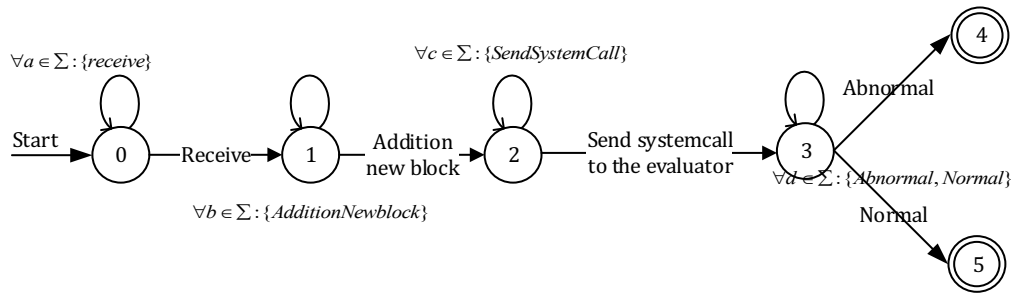 4
∀c ∈ ∑ : {SendSystemCall}
∀a ∈ ∑ : {receive}
Abnormal
Start
0
Receive
1
Addition
new block
2
Send systemcall
to the evaluator
3
∀d ∈ ∑ : {Abnormal, Normal}
∀b ∈ ∑ : {AdditionNewblock}
Normal
5